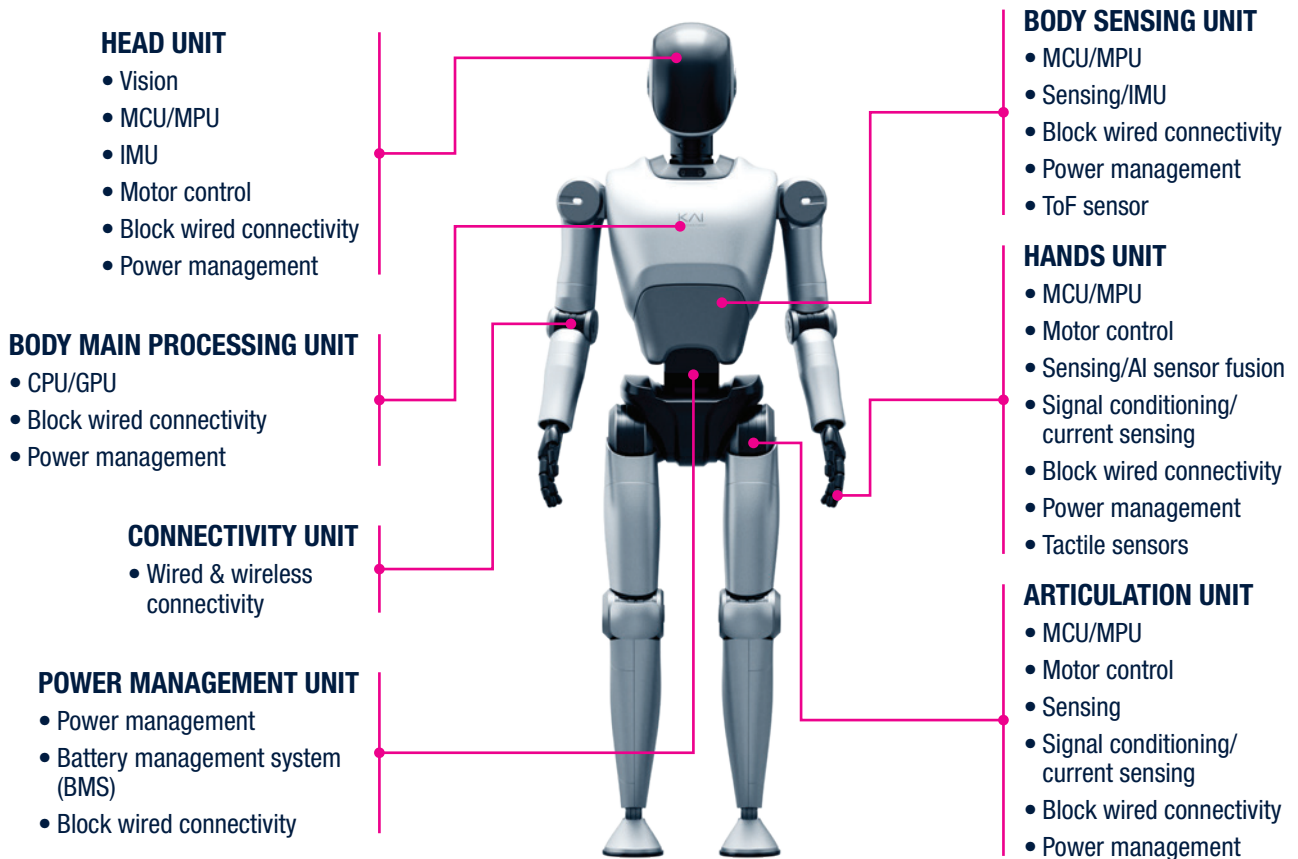 HEAD UNIT
• Vision
• MCU/MPU
• IMU
• Motor control
• Block wired connectivity
• Power management
BODY MAIN PROCESSING UNIT
• CPU/GPU
• Block wired connectivity
• Power management
CONNECTIVITY UNIT
• Wired & wireless
connectivity
POWER MANAGEMENT UNIT
• Power management
• Battery management system
(BMS)
• Block wired connectivity
KAI
BODY SENSING UNIT
• MCU/MPU
• Sensing/IMU
• Block wired connectivity
• Power management
• ToF sensor
HANDS UNIT
• MCU/MPU
• Motor control
• Sensing/AI sensor fusion
• Signal conditioning/
current sensing
• Block wired connectivity
• Power management
• Tactile sensors
ARTICULATION UNIT
• MCU/MPU
• Motor control
• Sensing
• Signal conditioning/
current sensing
• Block wired connectivity
• Power management